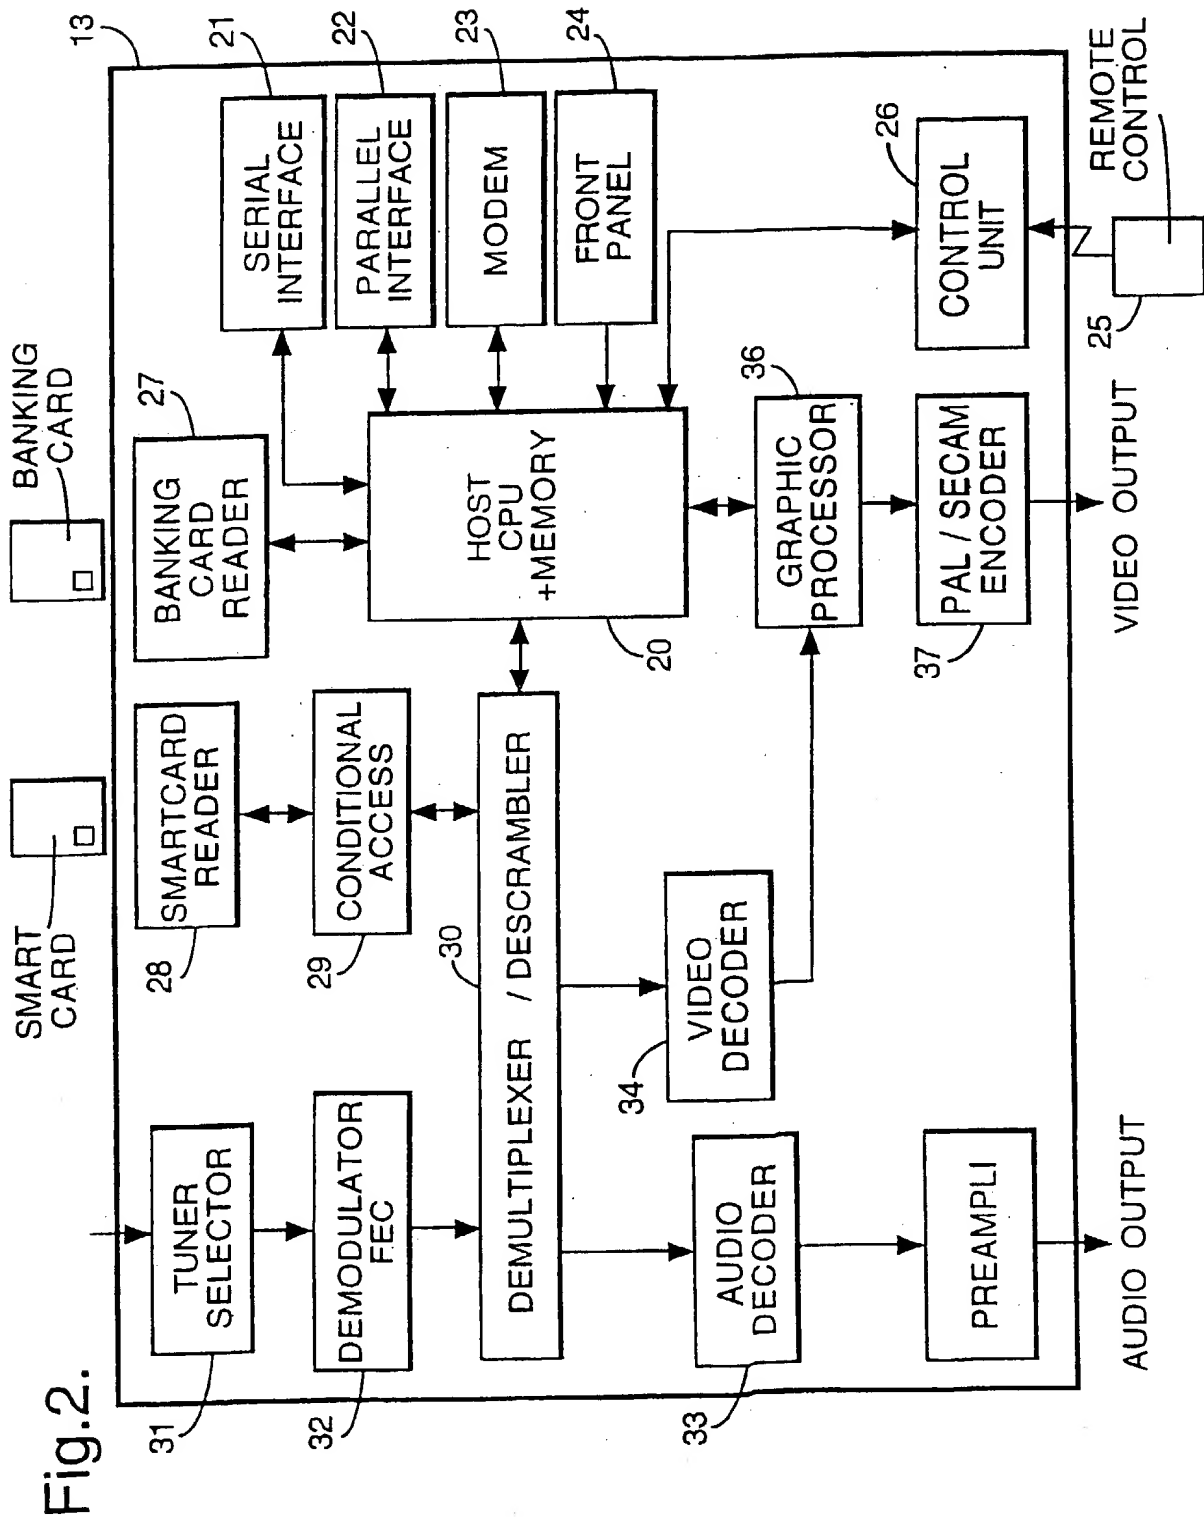 Fig.2.
SMART
CARD
BANKING
CARD
13
31
TUNER
SELECTOR
28
SMARTCARD
READER
27
BANKING
CARD
READER
21
SERIAL
INTERFACE
22
PARALLEL
INTERFACE
23
MODEM
24
FRONT
PANEL
32
DEMODULATOR
FEC
29
CONDITIONAL
ACCESS
30
DEMULTIPLEXER / DESCRAMBLER
HOST
CPU
+MEMORY
20
33
AUDIO
DECODER
34
VIDEO
DECODER
36
GRAPHIC
PROCESSOR
26
CONTROL
UNIT
PREAMPLI
37
PAL / SECAM
ENCODER
25
REMOTE
CONTROL
AUDIO OUTPUT
VIDEO OUTPUT